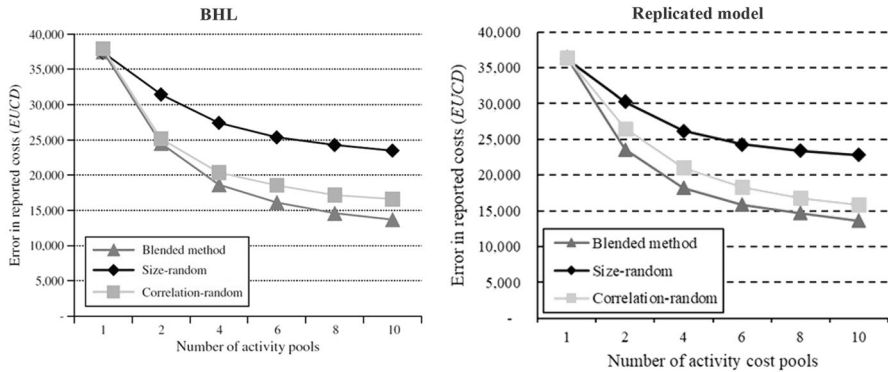 BHL
40,000
35,000
30,000
25,000
20,000
15,000
10,000
5,000
-
Error in reported costs (EUCD)
Blended method
Size-random
Correlation-random
1 2 4 6 8 10
Number of activity pools
Replicated model
40,000
35,000
30,000
25,000
20,000
15,000
10,000
5,000
-
Error in reported costs (EUCD)
Blended method
Size-random
Correlation-random
1 2 4 6 8 10
Number of activity cost pools